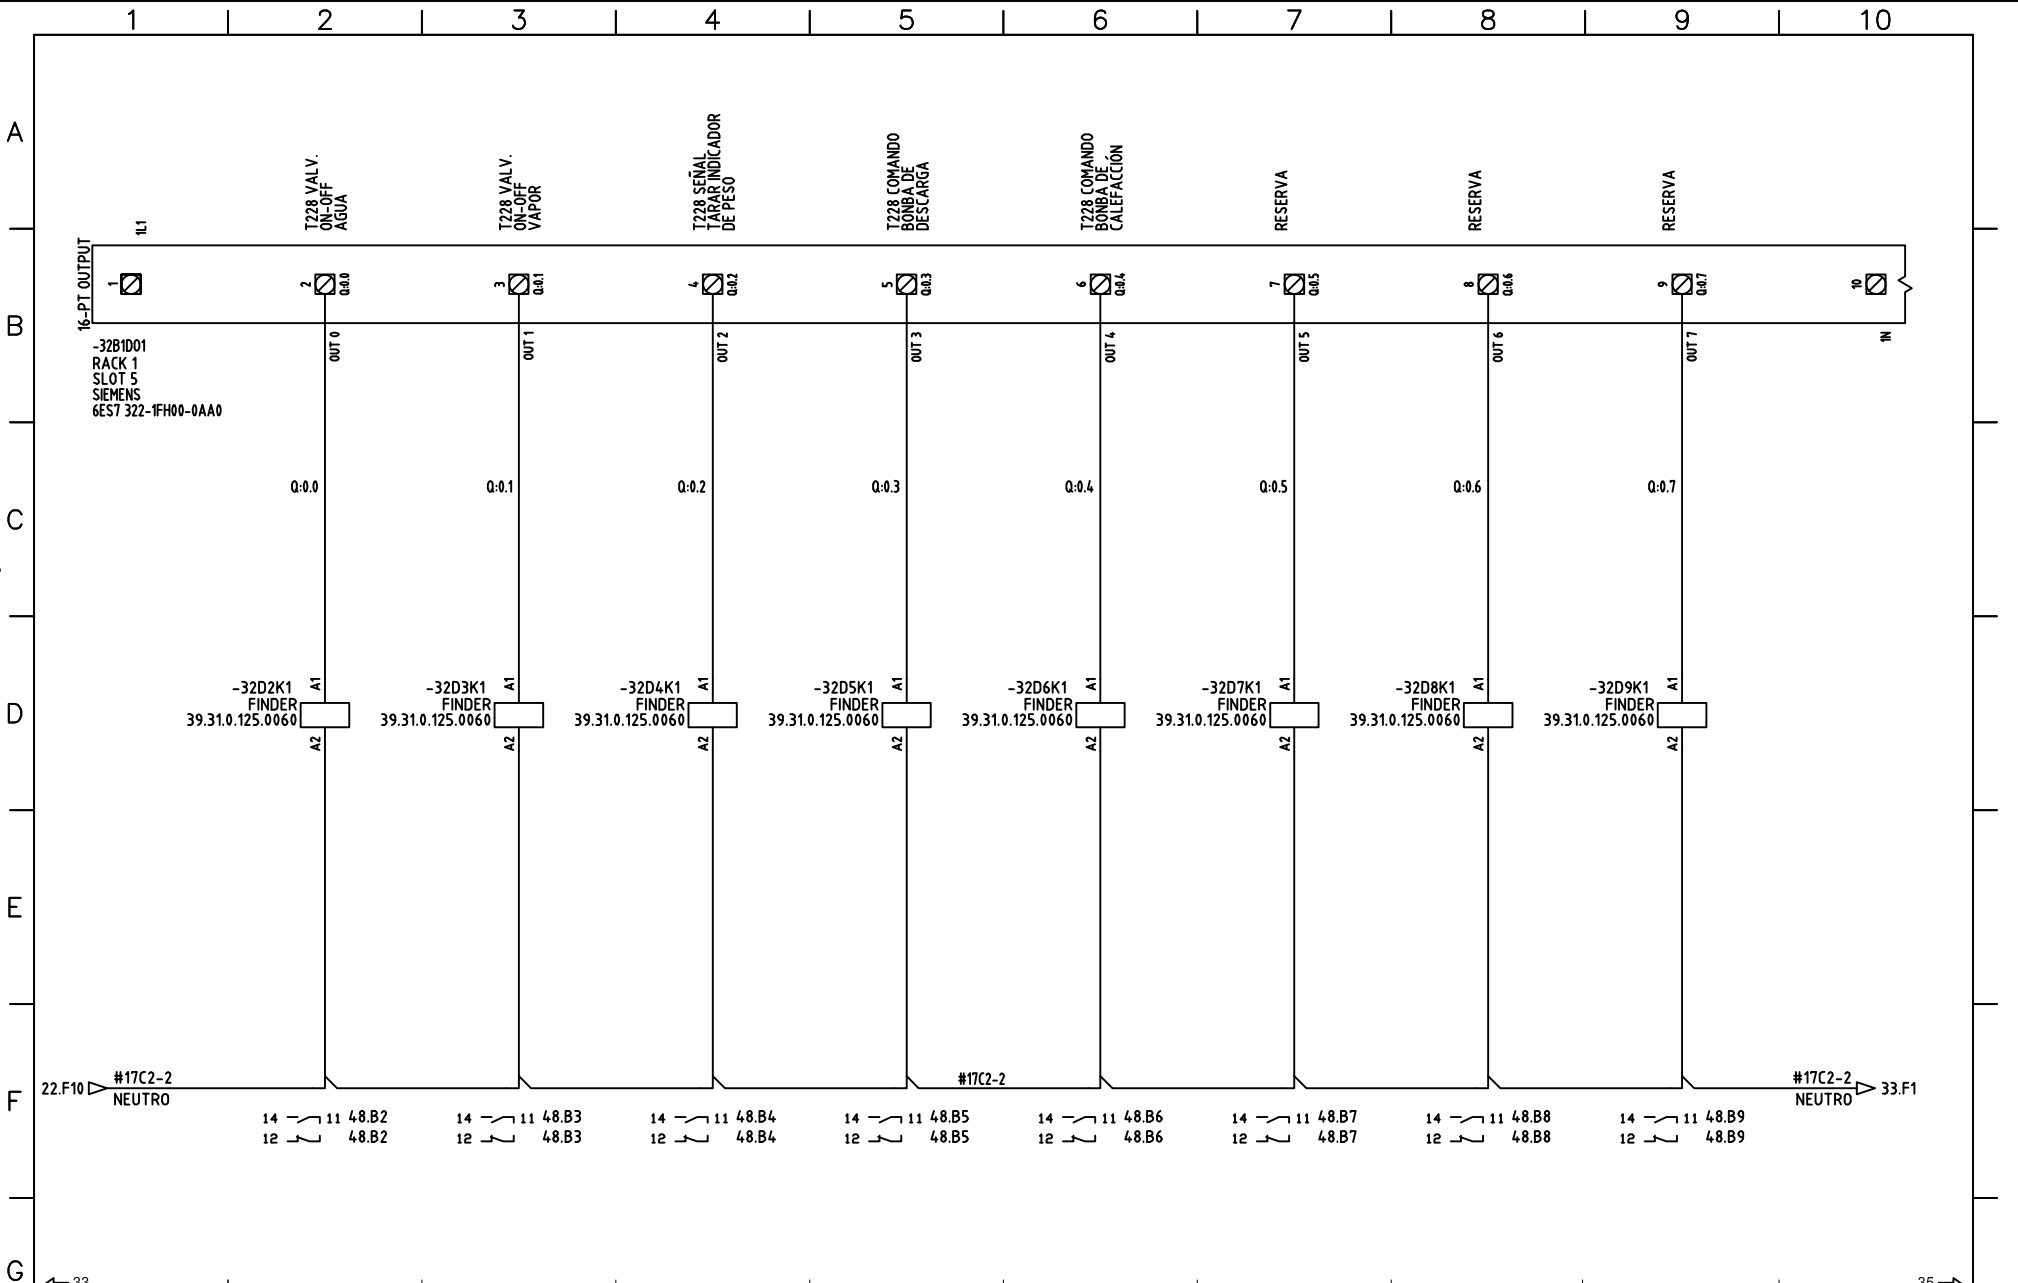 1 2 3 4 5 6 7 8 9 10
A
T228 VALV.
ON-OFF
AGUA
T228 VALV.
ON-OFF
VAPOR
T228 SEÑAL
TARAR INDICADOR
DE PESO
T228 COMANDO
BONBA DE
DESCARGA
T228 COMANDO
BONBA DE
CALEFACCIÓN
RESERVA
RESERVA
RESERVA
1L1
16-PT OUTPUT
1
2 Q:0.0
3 Q:0.1
4 Q:0.2
5 Q:0.3
6 Q:0.4
7 Q:0.5
8 Q:0.6
9 Q:0.7
10
B
OUT 0
OUT 1
OUT 2
OUT 3
OUT 4
OUT 5
OUT 6
OUT 7
1N
-32B1D01
RACK 1
SLOT 5
SIEMENS
6ES7 322-1FH00-0AA0
Q:0.0 Q:0.1 Q:0.2 Q:0.3 Q:0.4 Q:0.5 Q:0.6 Q:0.7
C
D
-32D2K1 A1
FINDER
39.31.0.125.0060
A2
-32D3K1 A1
FINDER
39.31.0.125.0060
A2
-32D4K1 A1
FINDER
39.31.0.125.0060
A2
-32D5K1 A1
FINDER
39.31.0.125.0060
A2
-32D6K1 A1
FINDER
39.31.0.125.0060
A2
-32D7K1 A1
FINDER
39.31.0.125.0060
A2
-32D8K1 A1
FINDER
39.31.0.125.0060
A2
-32D9K1 A1
FINDER
39.31.0.125.0060
A2
E
F
22.F10
#17C2-2
NEUTRO
#17C2-2
#17C2-2
NEUTRO
33.F1
14 11 48.B2
12 48.B2
14 11 48.B3
12 48.B3
14 11 48.B4
12 48.B4
14 11 48.B5
12 48.B5
14 11 48.B6
12 48.B6
14 11 48.B7
12 48.B7
14 11 48.B8
12 48.B8
14 11 48.B9
12 48.B9
G
33
35